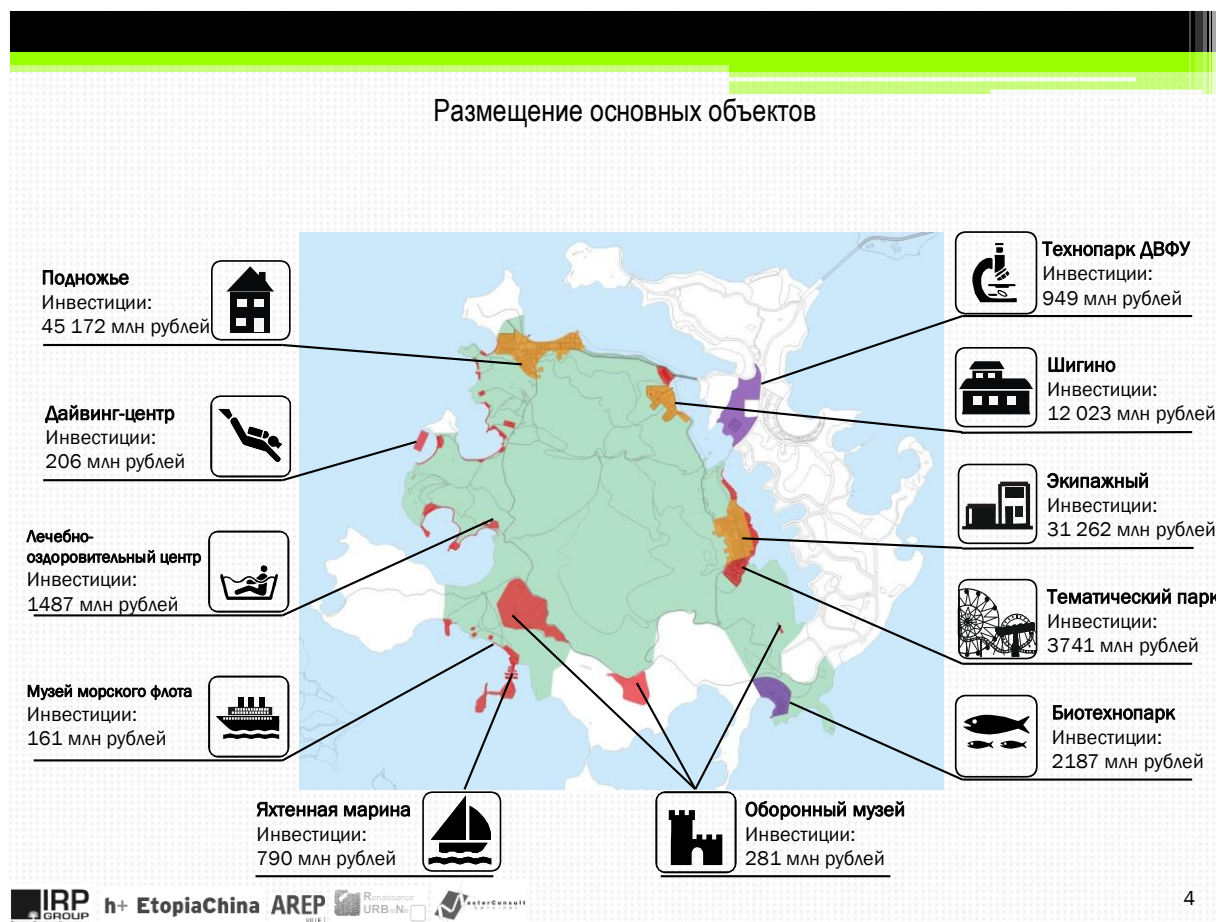 Размещение основных объектов
Подножье
Инвестиции:
45 172 млн рублей
Дайвинг-центр
Инвестиции:
206 млн рублей
Лечебно-
оздоровительный центр
Инвестиции:
1487 млн рублей
Музей морского флота
Инвестиции:
161 млн рублей
Яхтенная марина
Инвестиции:
790 млн рублей
Оборонный музей
Инвестиции:
281 млн рублей
Технопарк ДВФУ
Инвестиции:
949 млн рублей
Шигино
Инвестиции:
12 023 млн рублей
Экипажный
Инвестиции:
31 262 млн рублей
Тематический парк
Инвестиции:
3741 млн рублей
Биотехнопарк
Инвестиции:
2187 млн рублей
IRP
GROUP
h+ EtopiaChina
AREP
VILLE
Renaissance
4